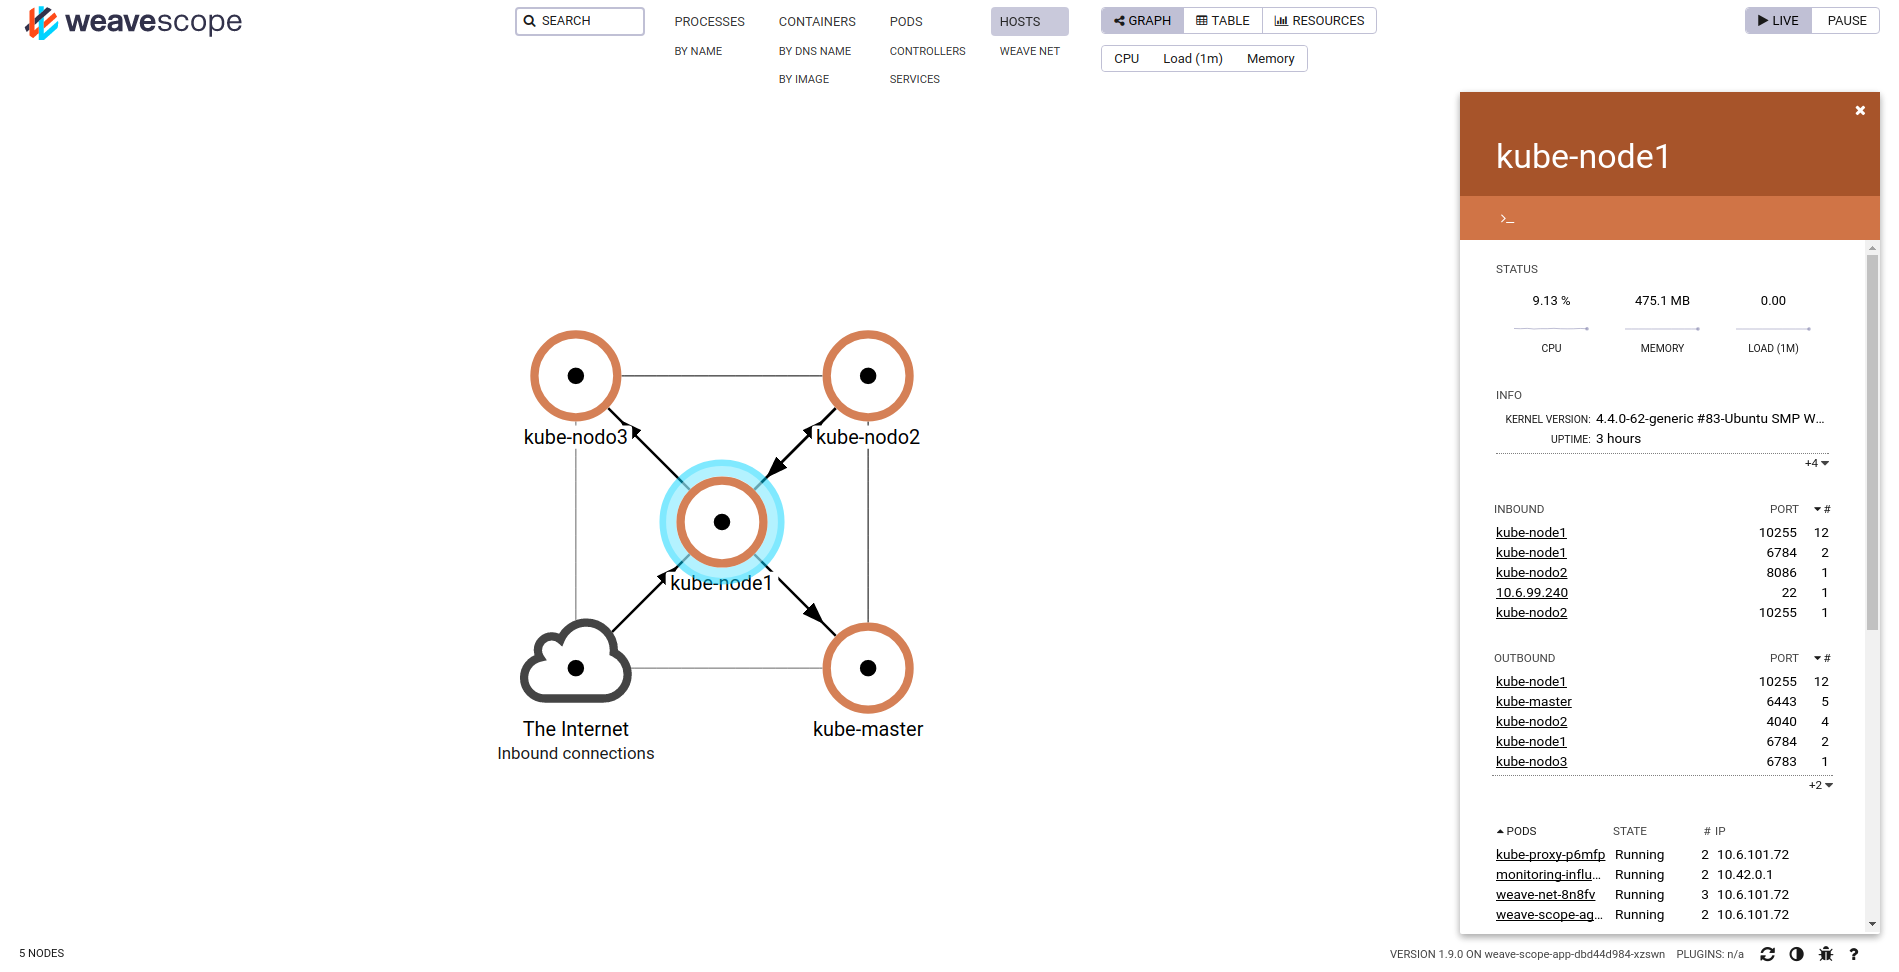 weavescope
SEARCH
PROCESSES CONTAINERS PODS HOSTS
BY NAME BY DNS NAME CONTROLLERS WEAVE NET
BY IMAGE SERVICES
GRAPH TABLE RESOURCES
CPU Load (1m) Memory
LIVE PAUSE
kube-nodo3
kube-nodo2
kube-node1
The Internet
Inbound connections
kube-master
kube-node1
>_
STATUS
9.13 % 475.1 MB 0.00
CPU MEMORY LOAD (1M)
INFO
KERNEL VERSION: 4.4.0-62-generic #83-Ubuntu SMP W...
UPTIME: 3 hours
+4
INBOUND PORT #
kube-node1 10255 12
kube-node1 6784 2
kube-nodo2 8086 1
10.6.99.240 22 1
kube-nodo2 10255 1
OUTBOUND PORT #
kube-node1 10255 12
kube-master 6443 5
kube-nodo2 4040 4
kube-node1 6784 2
kube-nodo3 6783 1
+2
PODS STATE # IP
kube-proxy-p6mfp Running 2 10.6.101.72
monitoring-influ... Running 2 10.42.0.1
weave-net-8n8fv Running 3 10.6.101.72
weave-scope-ag... Running 2 10.6.101.72
5 NODES
VERSION 1.9.0 ON weave-scope-app-dbd44d984-xzswn PLUGINS: n/a ?